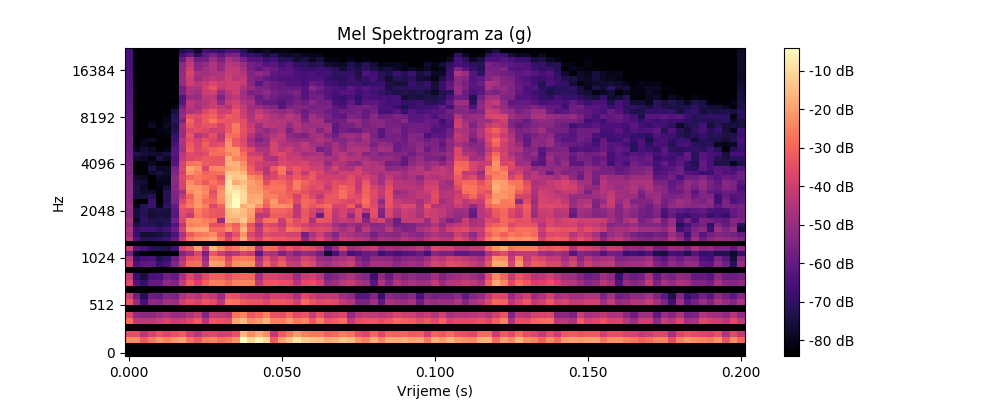 Mel Spektrogram za (g)
Hz
16384
8192
4096
2048
1024
512
0
0.000 0.050 0.100 0.150 0.200
Vrijeme (s)
-10 dB
-20 dB
-30 dB
-40 dB
-50 dB
-60 dB
-70 dB
-80 dB